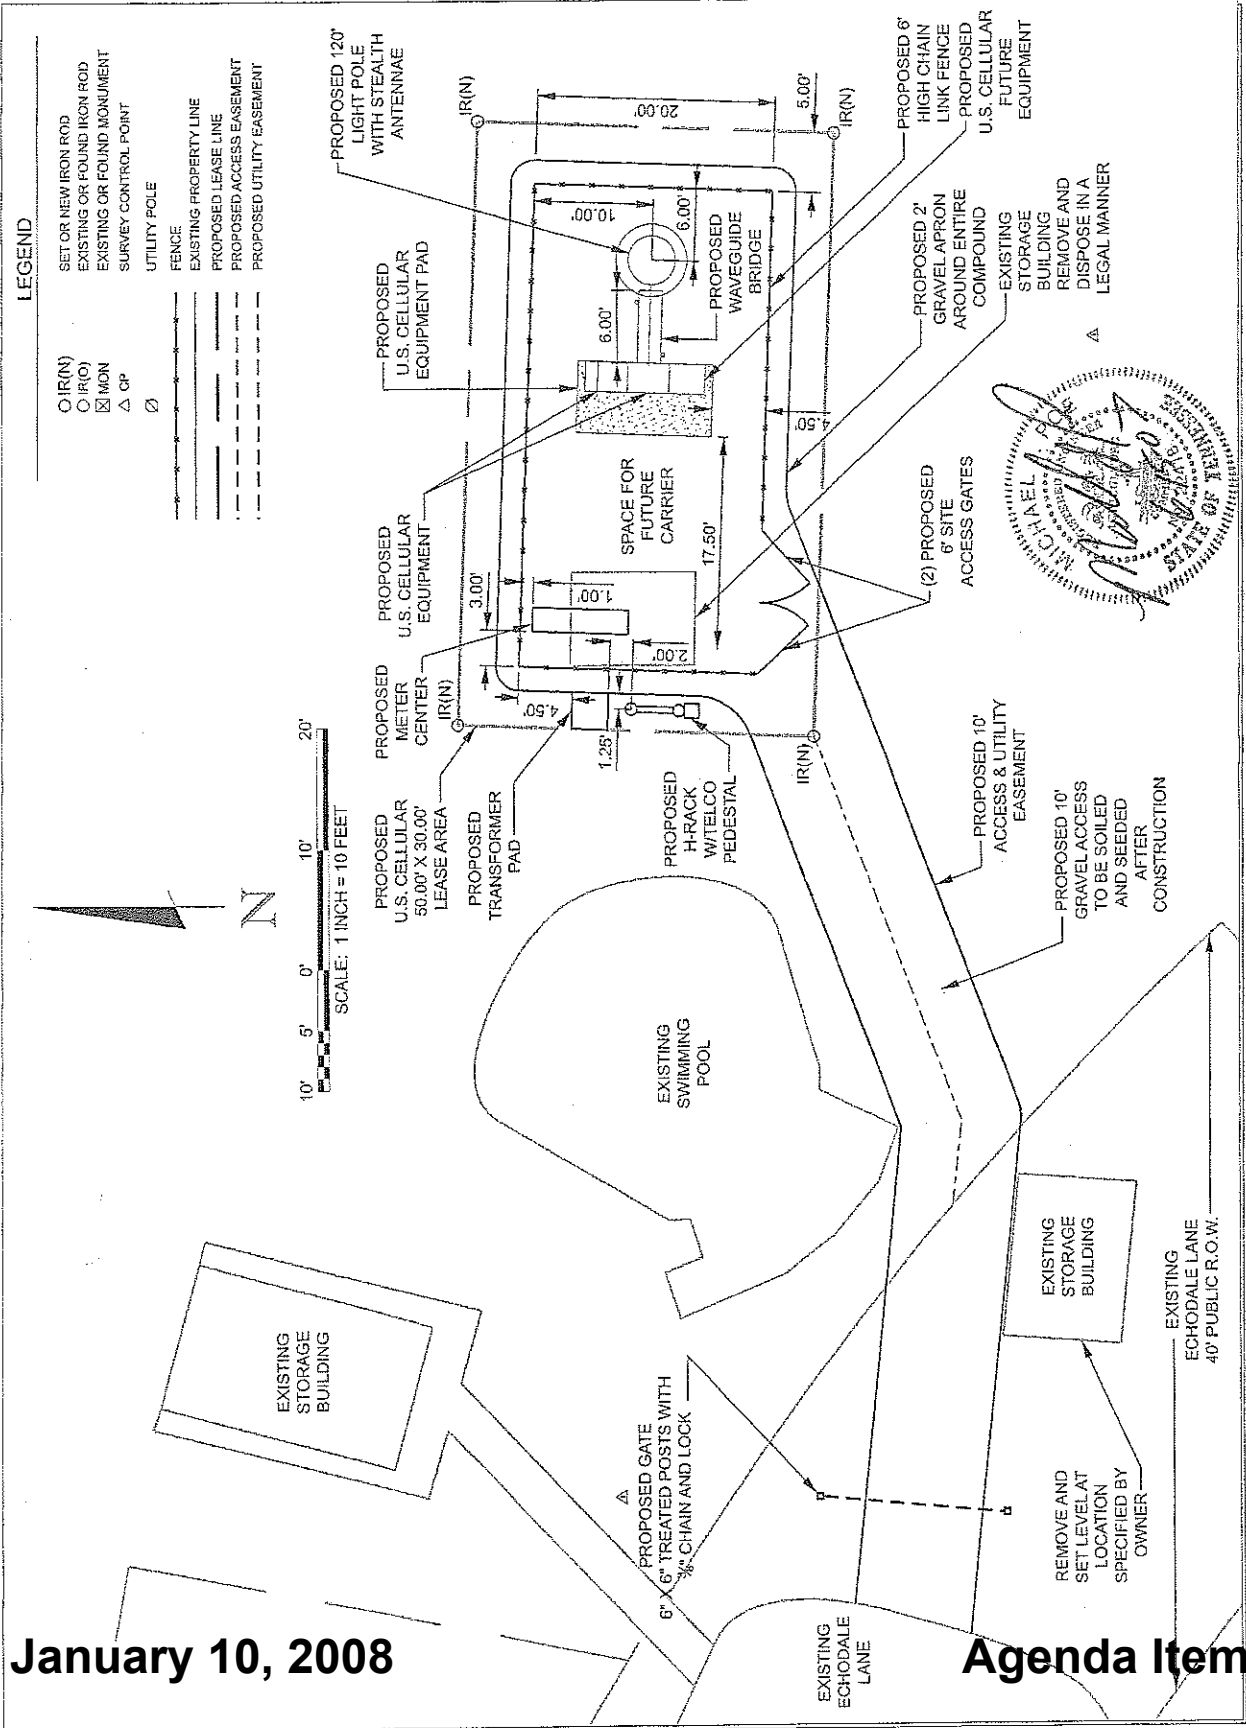 LEGEND
IR(N) SET OR NEW IRON ROD
IR(O) EXISTING OR FOUND IRON ROD
MON EXISTING OR FOUND MONUMENT
CP SURVEY CONTROL POINT
UTILITY POLE
FENCE
EXISTING PROPERTY LINE
PROPOSED LEASE LINE
PROPOSED ACCESS EASEMENT
PROPOSED UTILITY EASEMENT
N
10' 5' 0' 10' 20'
SCALE: 1 INCH = 10 FEET
EXISTING
STORAGE
BUILDING
PROPOSED
U.S. CELLULAR
50.00' X 30.00'
LEASE AREA
PROPOSED
METER
CENTER
IR(N)
PROPOSED
U.S. CELLULAR
EQUIPMENT
PROPOSED
U.S. CELLULAR
EQUIPMENT PAD
PROPOSED 120'
LIGHT POLE
WITH STEALTH
ANTENNAE
IR(N)
PROPOSED
TRANSFORMER
PAD
3.00'
4.50'
1.00'
1.25'
2.00'
6.00'
10.00'
20.00'
6.00'
SPACE FOR
FUTURE
CARRIER
17.50'
4.50'
5.00'
PROPOSED
WAVEGUIDE
BRIDGE
PROPOSED
H-RACK
W/TELCO
PEDESTAL
IR(N)
IR(N)
EXISTING
SWIMMING
POOL
PROPOSED GATE
6" X 6" TREATED POSTS WITH
⅜" CHAIN AND LOCK
PROPOSED 6'
HIGH CHAIN
LINK FENCE
PROPOSED
U.S. CELLULAR
FUTURE
EQUIPMENT
PROPOSED 2'
GRAVEL APRON
AROUND ENTIRE
COMPOUND
EXISTING
STORAGE
BUILDING
REMOVE AND
DISPOSE IN A
LEGAL MANNER
(2) PROPOSED
6' SITE
ACCESS GATES
PROPOSED 10'
ACCESS & UTILITY
EASEMENT
PROPOSED 10'
GRAVEL ACCESS
TO BE SOILED
AND SEEDED
AFTER
CONSTRUCTION
EXISTING
STORAGE
BUILDING
REMOVE AND
SET LEVEL AT
LOCATION
SPECIFIED BY
OWNER
EXISTING
ECHODALE LANE
40' PUBLIC R.O.W.
EXISTING
ECHODALE
LANE
MICHAEL
STATE OF TENNESSEE
January 10, 2008
Agenda Item